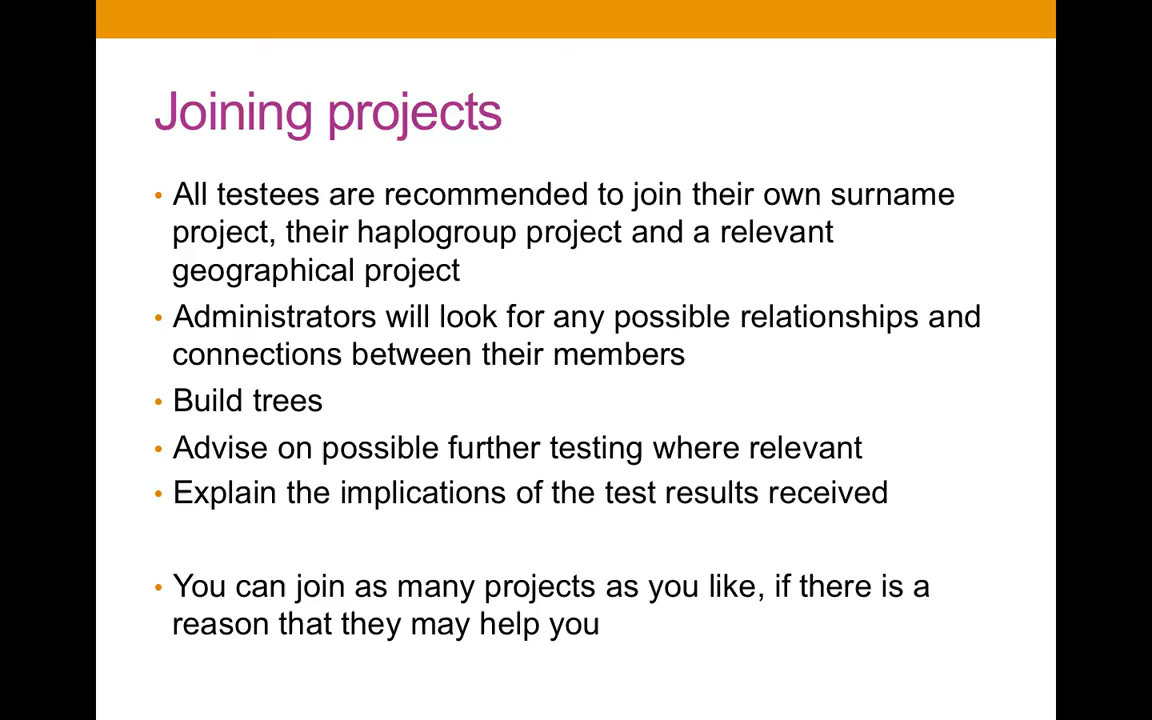 Joining projects
• All testees are recommended to join their own surname
project, their haplogroup project and a relevant
geographical project
• Administrators will look for any possible relationships and
connections between their members
• Build trees
• Advise on possible further testing where relevant
• Explain the implications of the test results received
• You can join as many projects as you like, if there is a
reason that they may help you